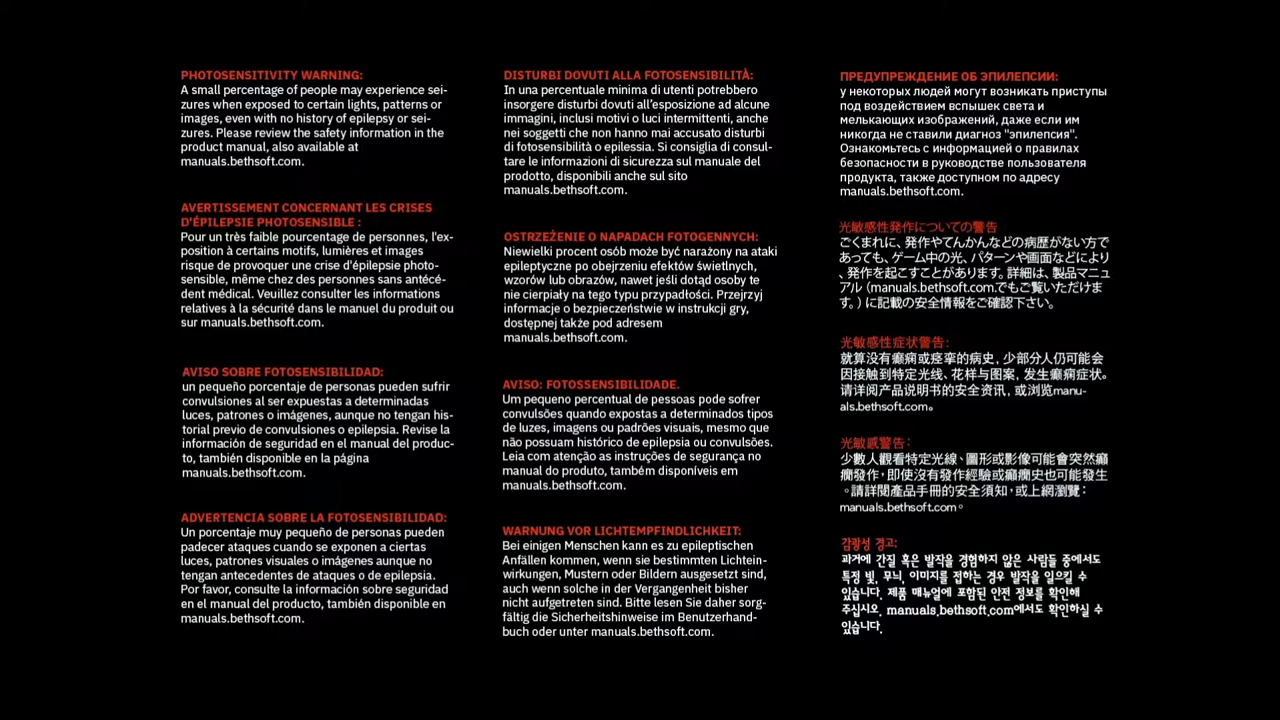 PHOTOSENSITIVITY WARNING:
A small percentage of people may experience sei-
zures when exposed to certain lights, patterns or
images, even with no history of epilepsy or sei-
zures. Please review the safety information in the
product manual, also available at
manuals.bethsoft.com.
AVERTISSEMENT CONCERNANT LES CRISES
D'ÉPILEPSIE PHOTOSENSIBLE :
Pour un très faible pourcentage de personnes, l'ex-
position à certains motifs, lumières et images
risque de provoquer une crise d'épilepsie photo-
sensible, même chez des personnes sans antécé-
dent médical. Veuillez consulter les informations
relatives à la sécurité dans le manuel du produit ou
sur manuals.bethsoft.com.
AVISO SOBRE FOTOSENSIBILIDAD:
un pequeño porcentaje de personas pueden sufrir
convulsiones al ser expuestas a determinadas
luces, patrones o imágenes, aunque no tengan his-
torial previo de convulsiones o epilepsia. Revise la
información de seguridad en el manual del produc-
to, también disponible en la página
manuals.bethsoft.com.
ADVERTENCIA SOBRE LA FOTOSENSIBILIDAD:
Un porcentaje muy pequeño de personas pueden
padecer ataques cuando se exponen a ciertas
luces, patrones visuales o imágenes aunque no
tengan antecedentes de ataques o de epilepsia.
Por favor, consulte la información sobre seguridad
en el manual del producto, también disponible en
manuals.bethsoft.com.
DISTURBI DOVUTI ALLA FOTOSENSIBILITÀ:
In una percentuale minima di utenti potrebbero
insorgere disturbi dovuti all'esposizione ad alcune
immagini, inclusi motivi o luci intermittenti, anche
nei soggetti che non hanno mai accusato disturbi
di fotosensibilità o epilessia. Si consiglia di consul-
tare le informazioni di sicurezza sul manuale del
prodotto, disponibili anche sul sito
manuals.bethsoft.com.
OSTRZEŻENIE O NAPADACH FOTOGENNYCH:
Niewielki procent osób może być narażony na ataki
epileptyczne po obejrzeniu efektów świetlnych,
wzorów lub obrazów, nawet jeśli dotąd osoby te
nie cierpiały na tego typu przypadłości. Przejrzyj
informacje o bezpieczeństwie w instrukcji gry,
dostępnej także pod adresem
manuals.bethsoft.com.
AVISO: FOTOSSENSIBILIDADE.
Um pequeno percentual de pessoas pode sofrer
convulsões quando expostas a determinados tipos
de luzes, imagens ou padrões visuais, mesmo que
não possuam histórico de epilepsia ou convulsões.
Leia com atenção as instruções de segurança no
manual do produto, também disponíveis em
manuals.bethsoft.com.
WARNUNG VOR LICHTEMPFINDLICHKEIT:
Bei einigen Menschen kann es zu epileptischen
Anfällen kommen, wenn sie bestimmten Lichtein-
wirkungen, Mustern oder Bildern ausgesetzt sind,
auch wenn solche in der Vergangenheit bisher
nicht aufgetreten sind. Bitte lesen Sie daher sorg-
fältig die Sicherheitshinweise im Benutzerhand-
buch oder unter manuals.bethsoft.com.
ПРЕДУПРЕЖДЕНИЕ ОБ ЭПИЛЕПСИИ:
у некоторых людей могут возникать приступы
под воздействием вспышек света и
мелькающих изображений, даже если им
никогда не ставили диагноз "эпилепсия".
Ознакомьтесь с информацией о правилах
безопасности в руководстве пользователя
продукта, также доступном по адресу
manuals.bethsoft.com.
光敏感性発作についての警告
ごくまれに、発作やてんかんなどの病歴がない方で
あっても、ゲーム中の光、パターンや画面などにより
、発作を起こすことがあります。詳細は、製品マニュ
アル（manuals.bethsoft.comでもご覧いただけま
す。）に記載の安全情報をご確認下さい。
光敏感性症状警告：
就算没有癫痫或痉挛的病史，少部分人仍可能会
因接触到特定光线、花样与图案，发生癫痫症状。
请详阅产品说明书的安全资讯，或浏览manu-
als.bethsoft.com。
光敏感警告：
少數人觀看特定光線、圖形或影像可能會突然癲
癇發作，即使沒有發作經驗或癲癇史也可能發生
。請詳閱產品手冊的安全須知，或上網瀏覽：
manuals.bethsoft.com。
감광성 경고:
과거에 간질 혹은 발작을 경험하지 않은 사람들 중에서도
특정 빛, 무늬, 이미지를 접하는 경우 발작을 일으킬 수
있습니다. 제품 매뉴얼에 포함된 안전 정보를 확인해
주십시오. manuals.bethsoft.com에서도 확인하실 수
있습니다.